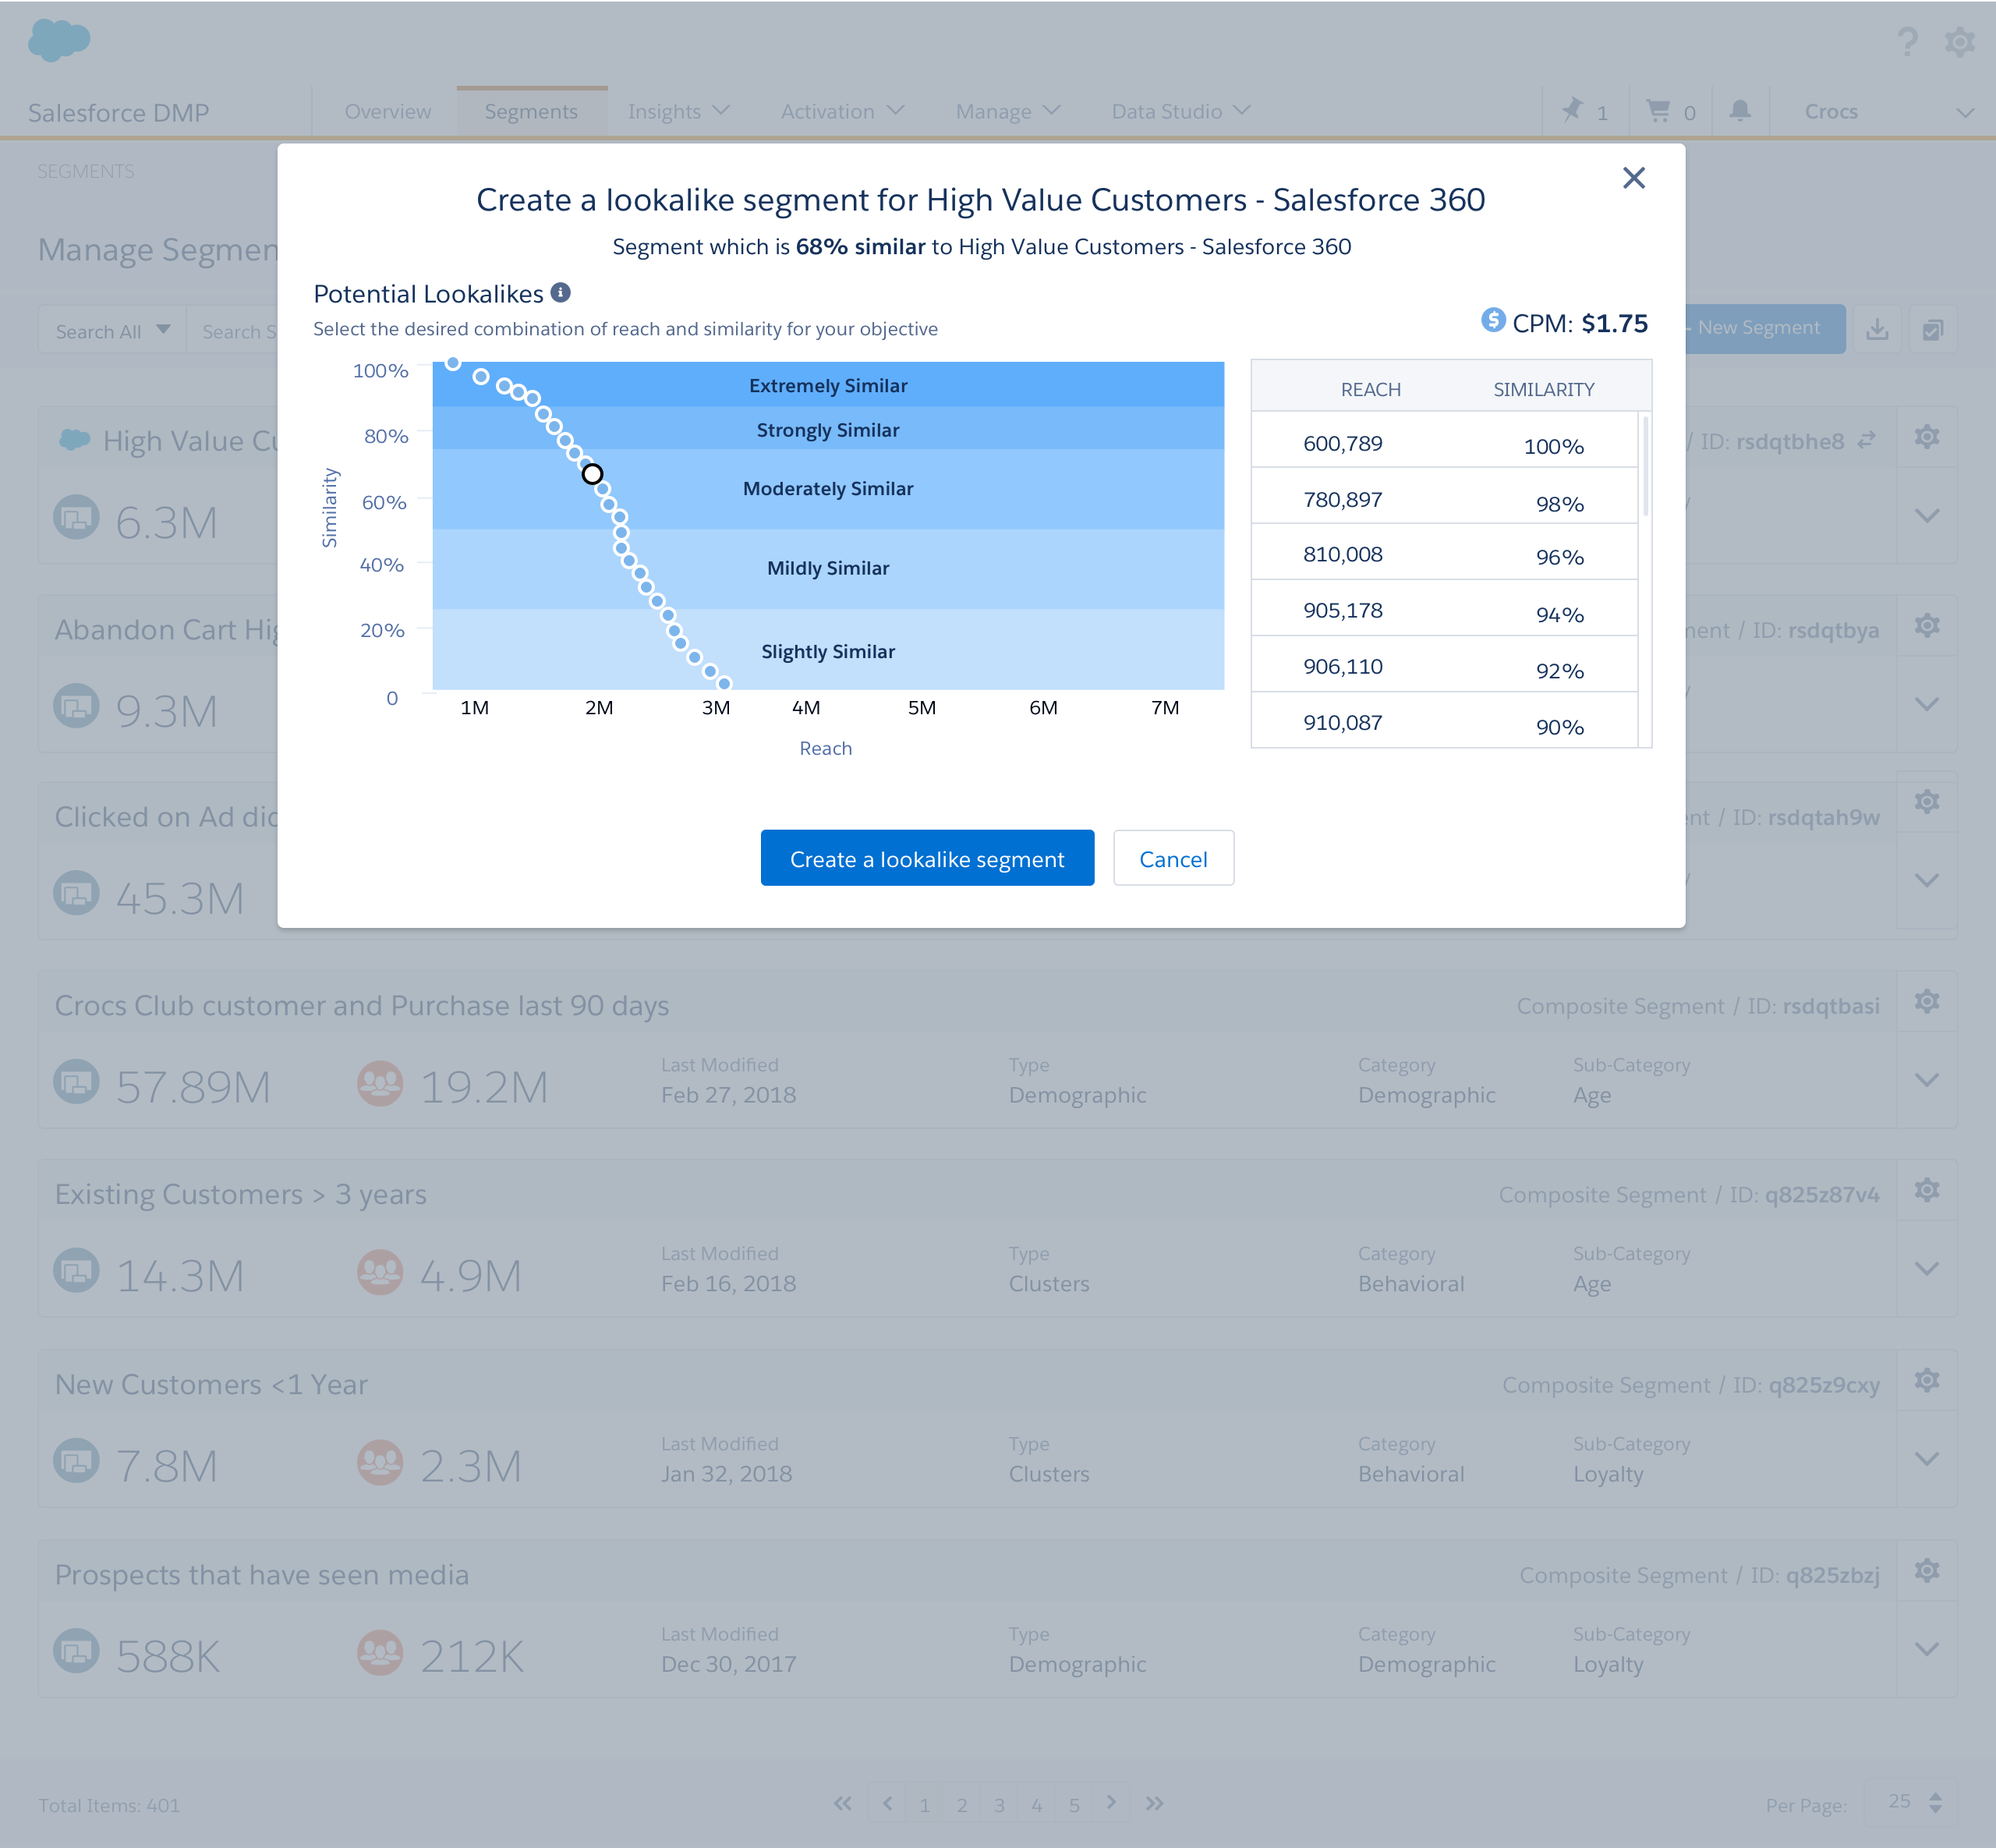 Salesforce DMP
Overview
Segments
Insights
Activation
Manage
Data Studio
1
0
Crocs
SEGMENTS
Manage Segmen
Search All
Search S
New Segment
Create a lookalike segment for High Value Customers - Salesforce 360
Segment which is 68% similar to High Value Customers - Salesforce 360
Potential Lookalikes
Select the desired combination of reach and similarity for your objective
CPM: $1.75
Similarity
100%
80%
60%
40%
20%
0
Extremely Similar
Strongly Similar
Moderately Similar
Mildly Similar
Slightly Similar
1M 2M 3M 4M 5M 6M 7M
Reach
REACH SIMILARITY
600,789 100%
780,897 98%
810,008 96%
905,178 94%
906,110 92%
910,087 90%
Create a lookalike segment
Cancel
High Value Cu
/ ID: rsdqtbhe8
6.3M
Abandon Cart Hig
ment / ID: rsdqtbya
9.3M
Clicked on Ad dic
ent / ID: rsdqtah9w
45.3M
Crocs Club customer and Purchase last 90 days
Composite Segment / ID: rsdqtbasi
57.89M
19.2M
Last Modified
Feb 27, 2018
Type
Demographic
Category
Demographic
Sub-Category
Age
Existing Customers > 3 years
Composite Segment / ID: q825z87v4
14.3M
4.9M
Last Modified
Feb 16, 2018
Type
Clusters
Category
Behavioral
Sub-Category
Age
New Customers <1 Year
Composite Segment / ID: q825z9cxy
7.8M
2.3M
Last Modified
Jan 32, 2018
Type
Clusters
Category
Behavioral
Sub-Category
Loyalty
Prospects that have seen media
Composite Segment / ID: q825zbzj
588K
212K
Last Modified
Dec 30, 2017
Type
Demographic
Category
Demographic
Sub-Category
Loyalty
Total Items: 401
1 2 3 4 5
Per Page: 25